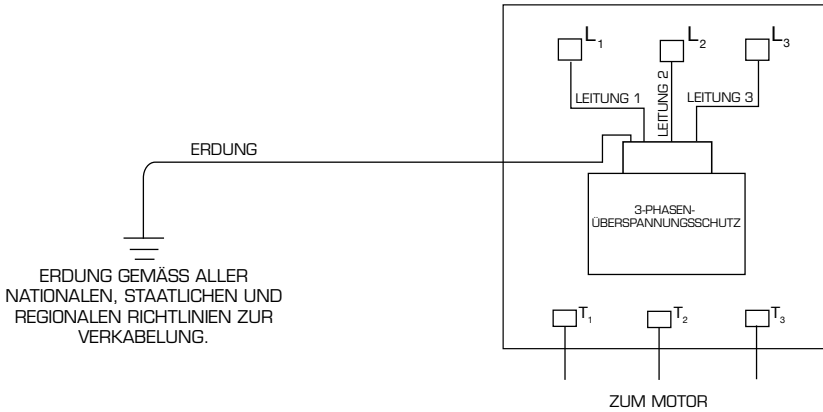 L₁
L₂
L₃
LEITUNG 1
LEITUNG 2
LEITUNG 3
ERDUNG
3-PHASEN-
ÜBERSPANNUNGSSCHUTZ
ERDUNG GEMÄSS ALLER
NATIONALEN, STAATLICHEN UND
REGIONALEN RICHTLINIEN ZUR
VERKABELUNG.
T₁
T₂
T₃
ZUM MOTOR